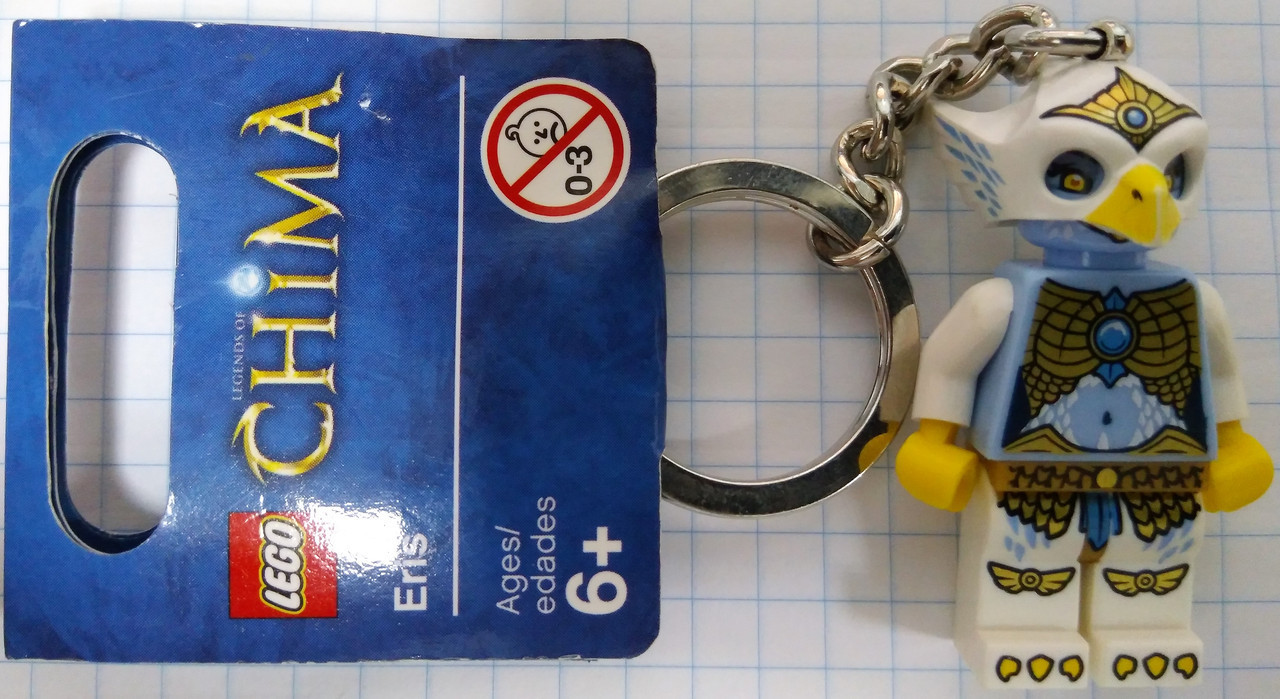 LEGO
LEGENDS OF
CHIMA
Eris
Ages/
edades
6+
0-3